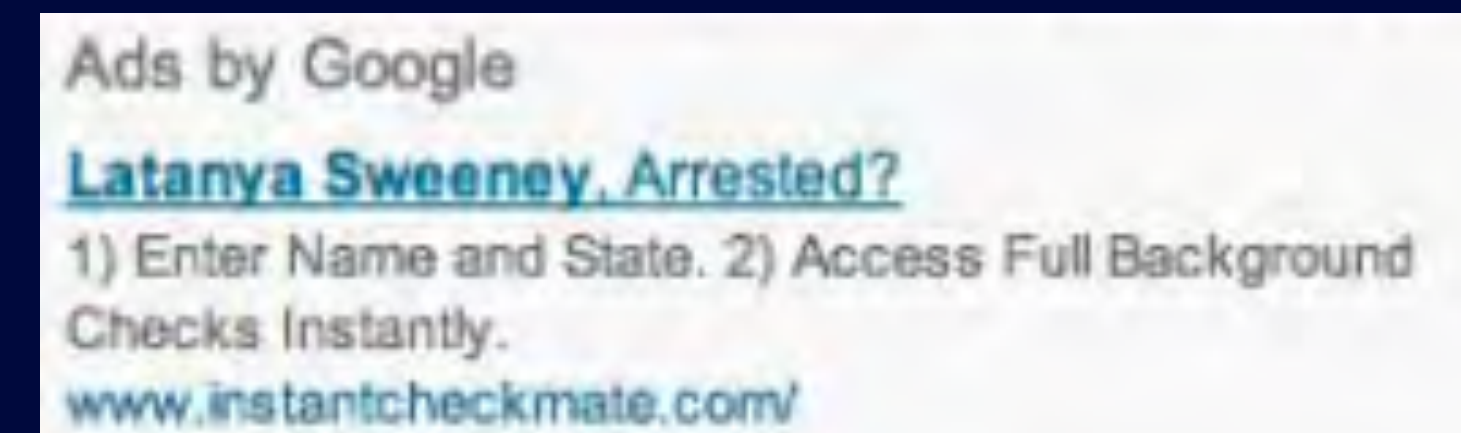 Ads by Google
Latanya Sweeney, Arrested?
1) Enter Name and State. 2) Access Full Background
Checks Instantly.
www.instantcheckmate.com/